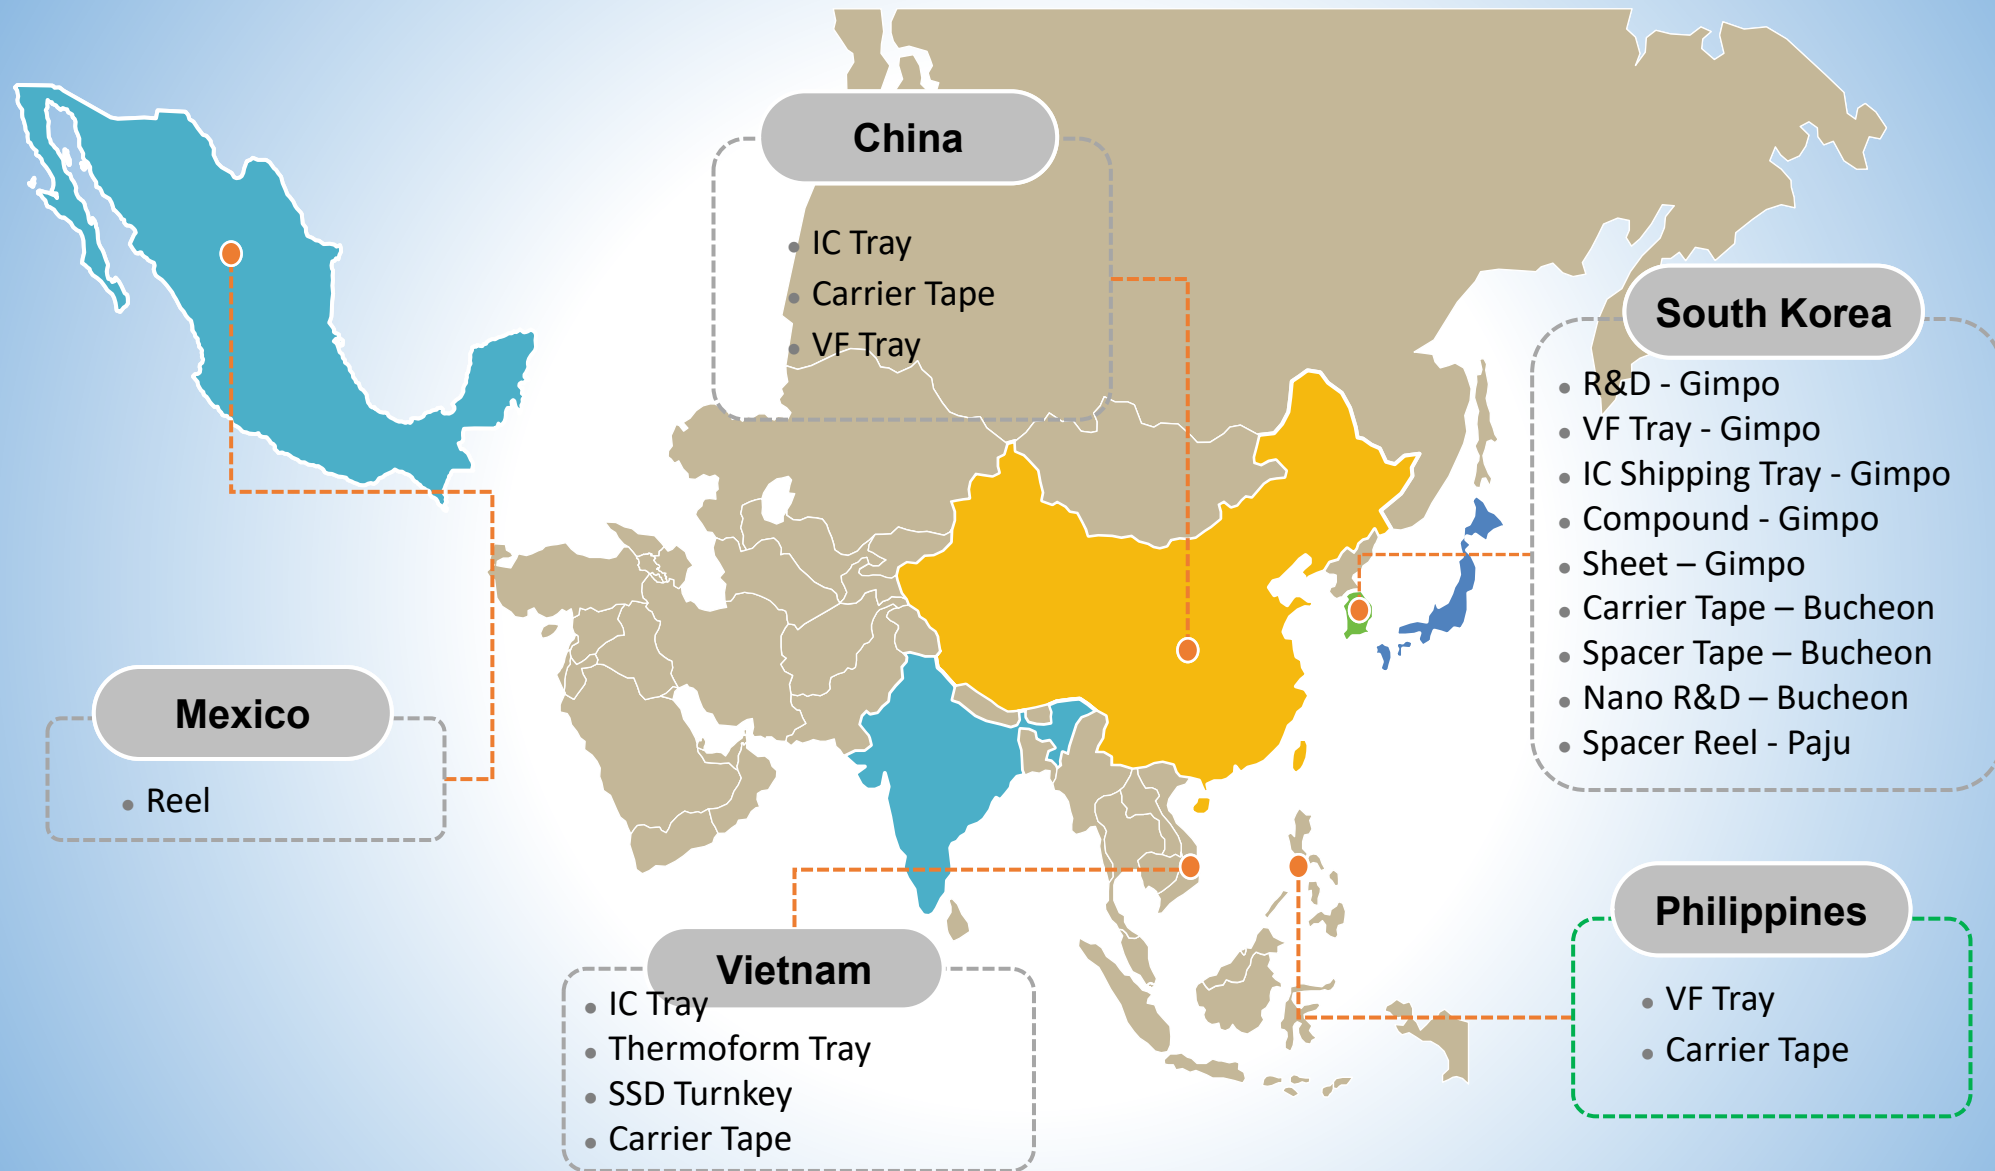 China
IC Tray
Carrier Tape
VF Tray
South Korea
R&D - Gimpo
VF Tray - Gimpo
IC Shipping Tray - Gimpo
Compound - Gimpo
Sheet – Gimpo
Carrier Tape – Bucheon
Spacer Tape – Bucheon
Nano R&D – Bucheon
Spacer Reel - Paju
Mexico
Reel
Vietnam
IC Tray
Thermoform Tray
SSD Turnkey
Carrier Tape
Philippines
VF Tray
Carrier Tape